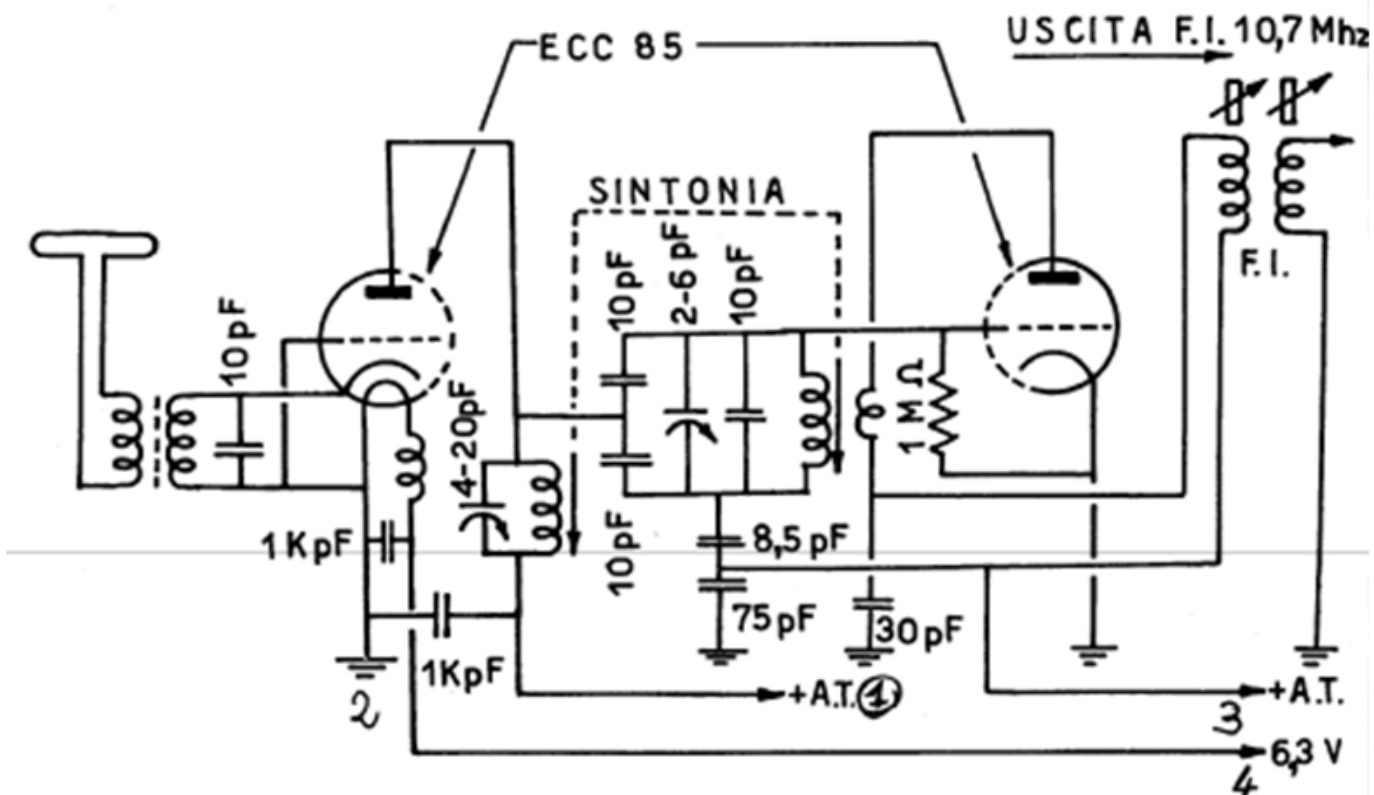 USCITA F.I. 10,7 Mhz
ECC 85
SINTONIA
10pF
2-6pF
10pF
F.I.
10pF
4-20pF
1 M Ω
1KpF
10pF
8,5pF
75pF
30pF
1KpF
2
+A.T. 1
+A.T.
3
6,3 V
4